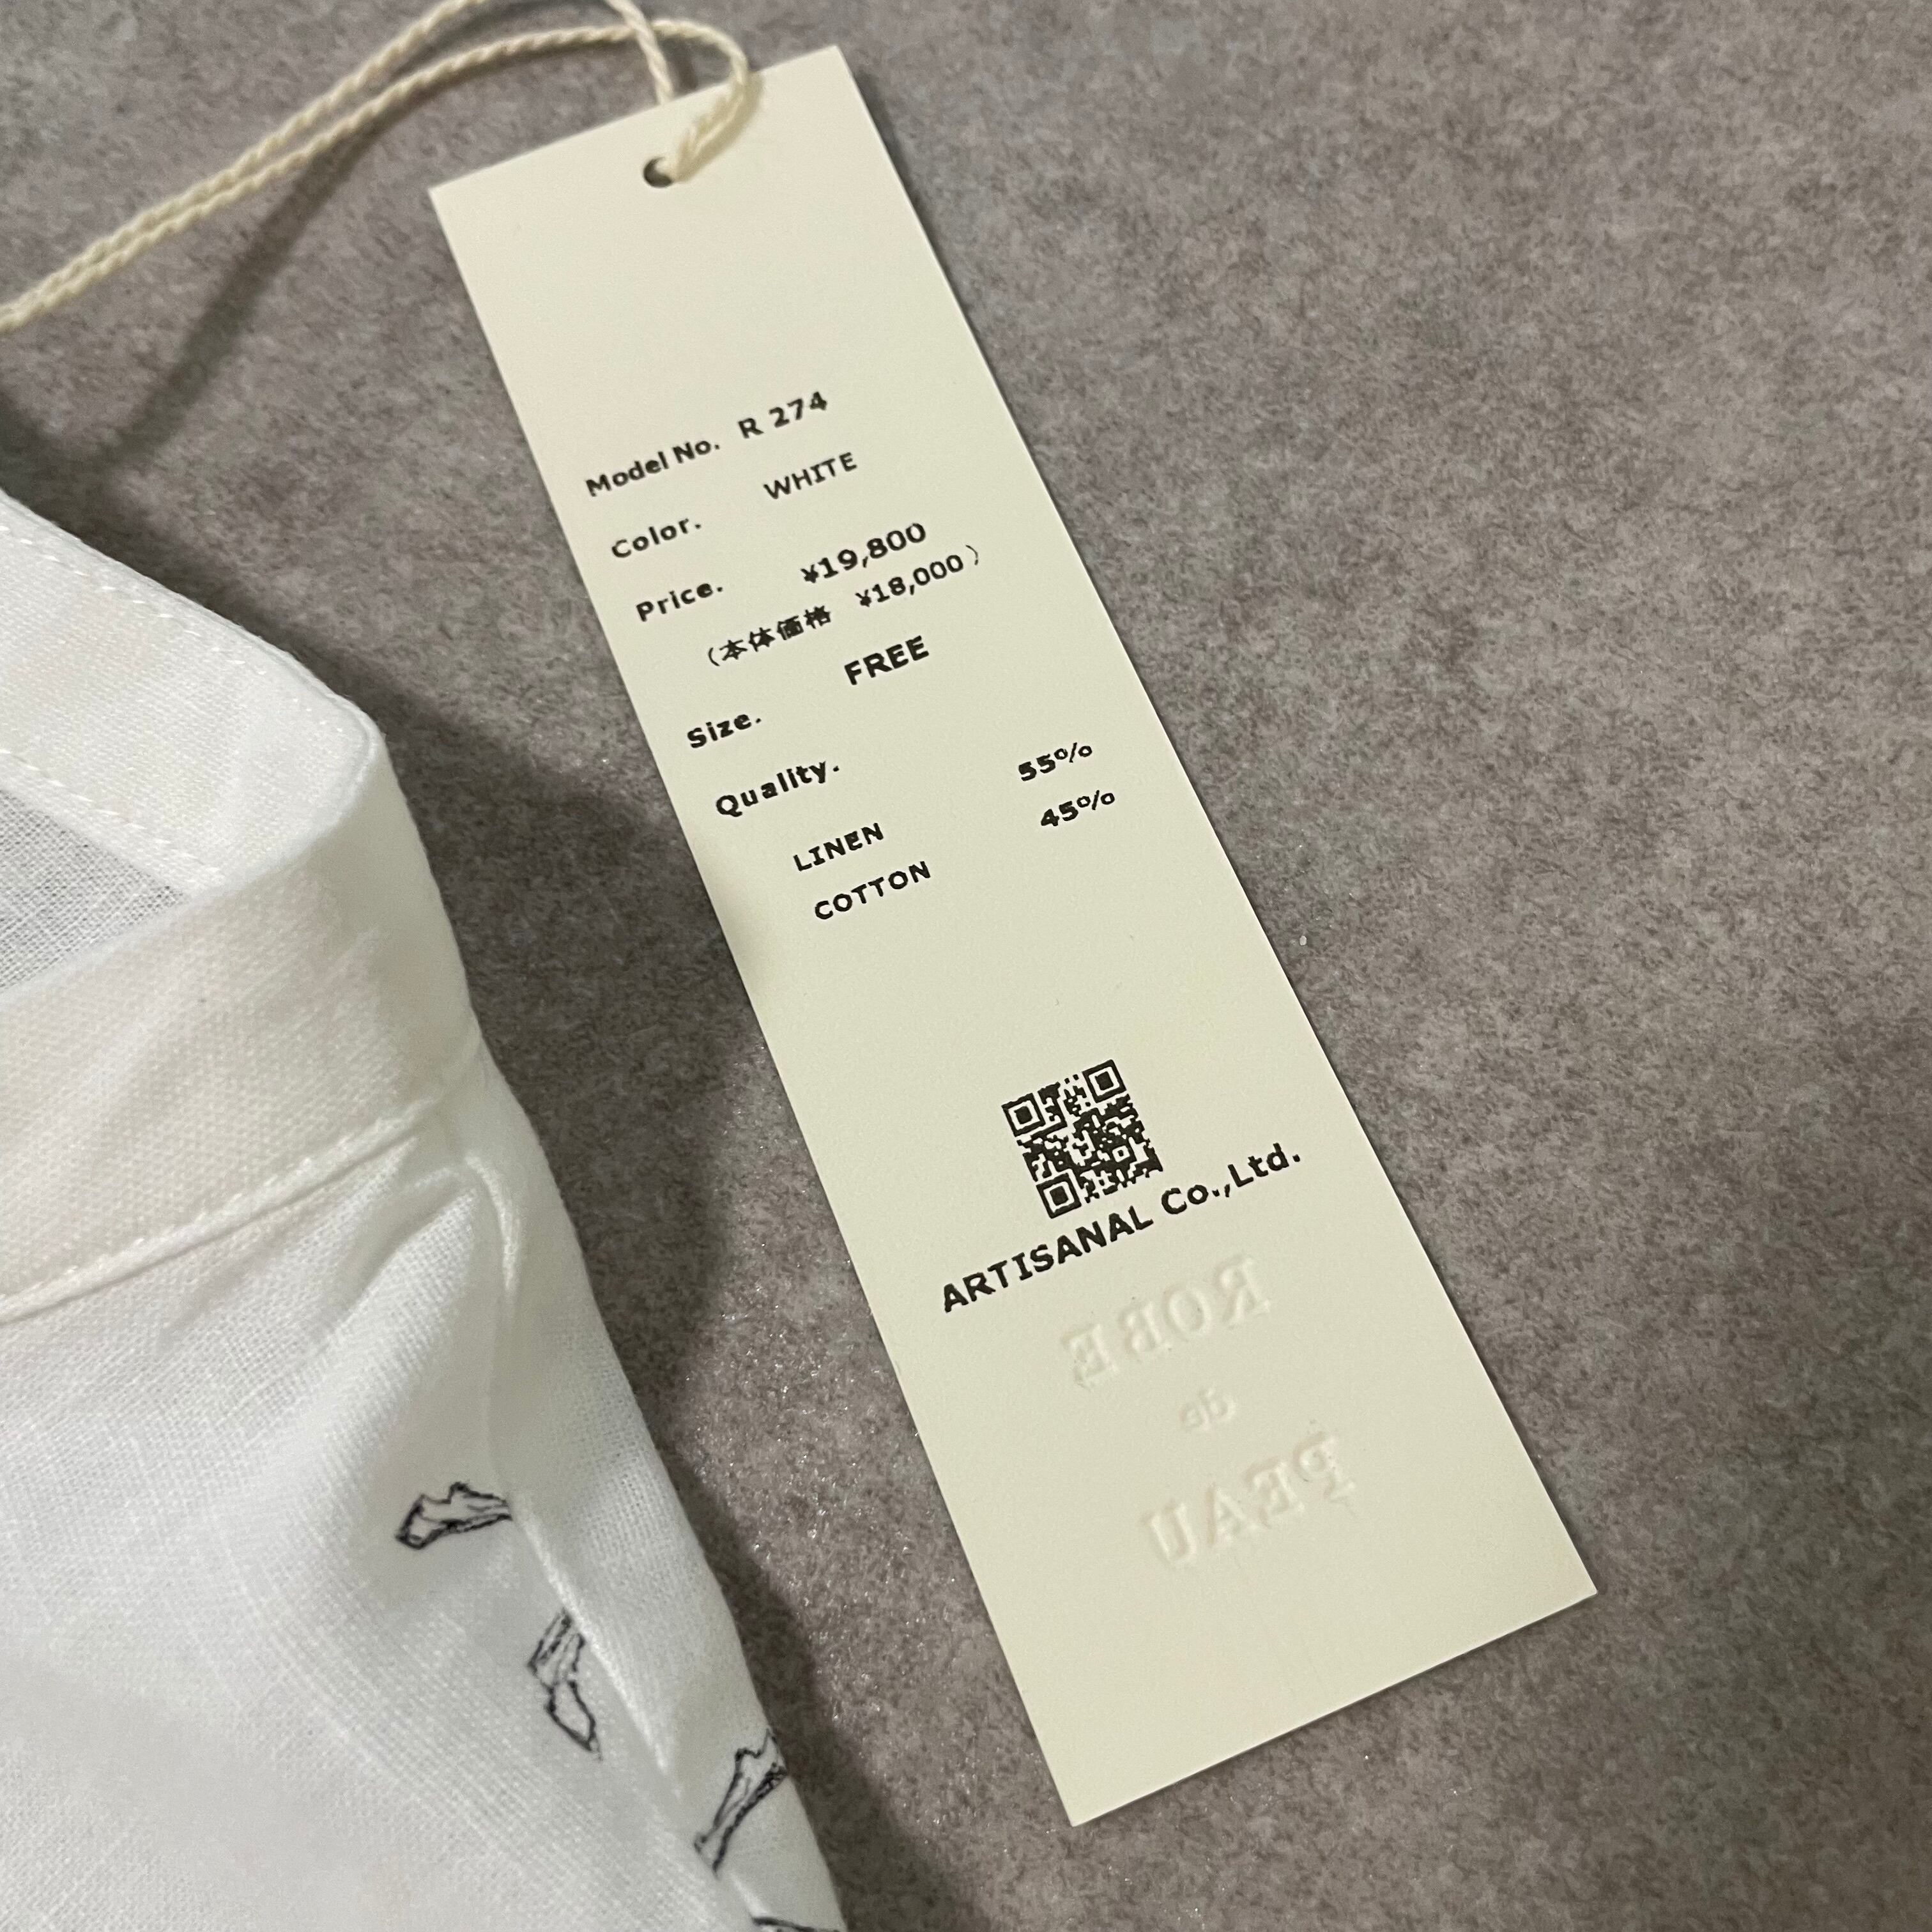 Model No. R 274
Color. WHITE
Price. ¥19,800
(本体価格 ¥18,000)
Size. FREE
Quality.
LINEN 55%
COTTON 45%
ARTISANAL Co.,Ltd.
ROBE
de
PEAU